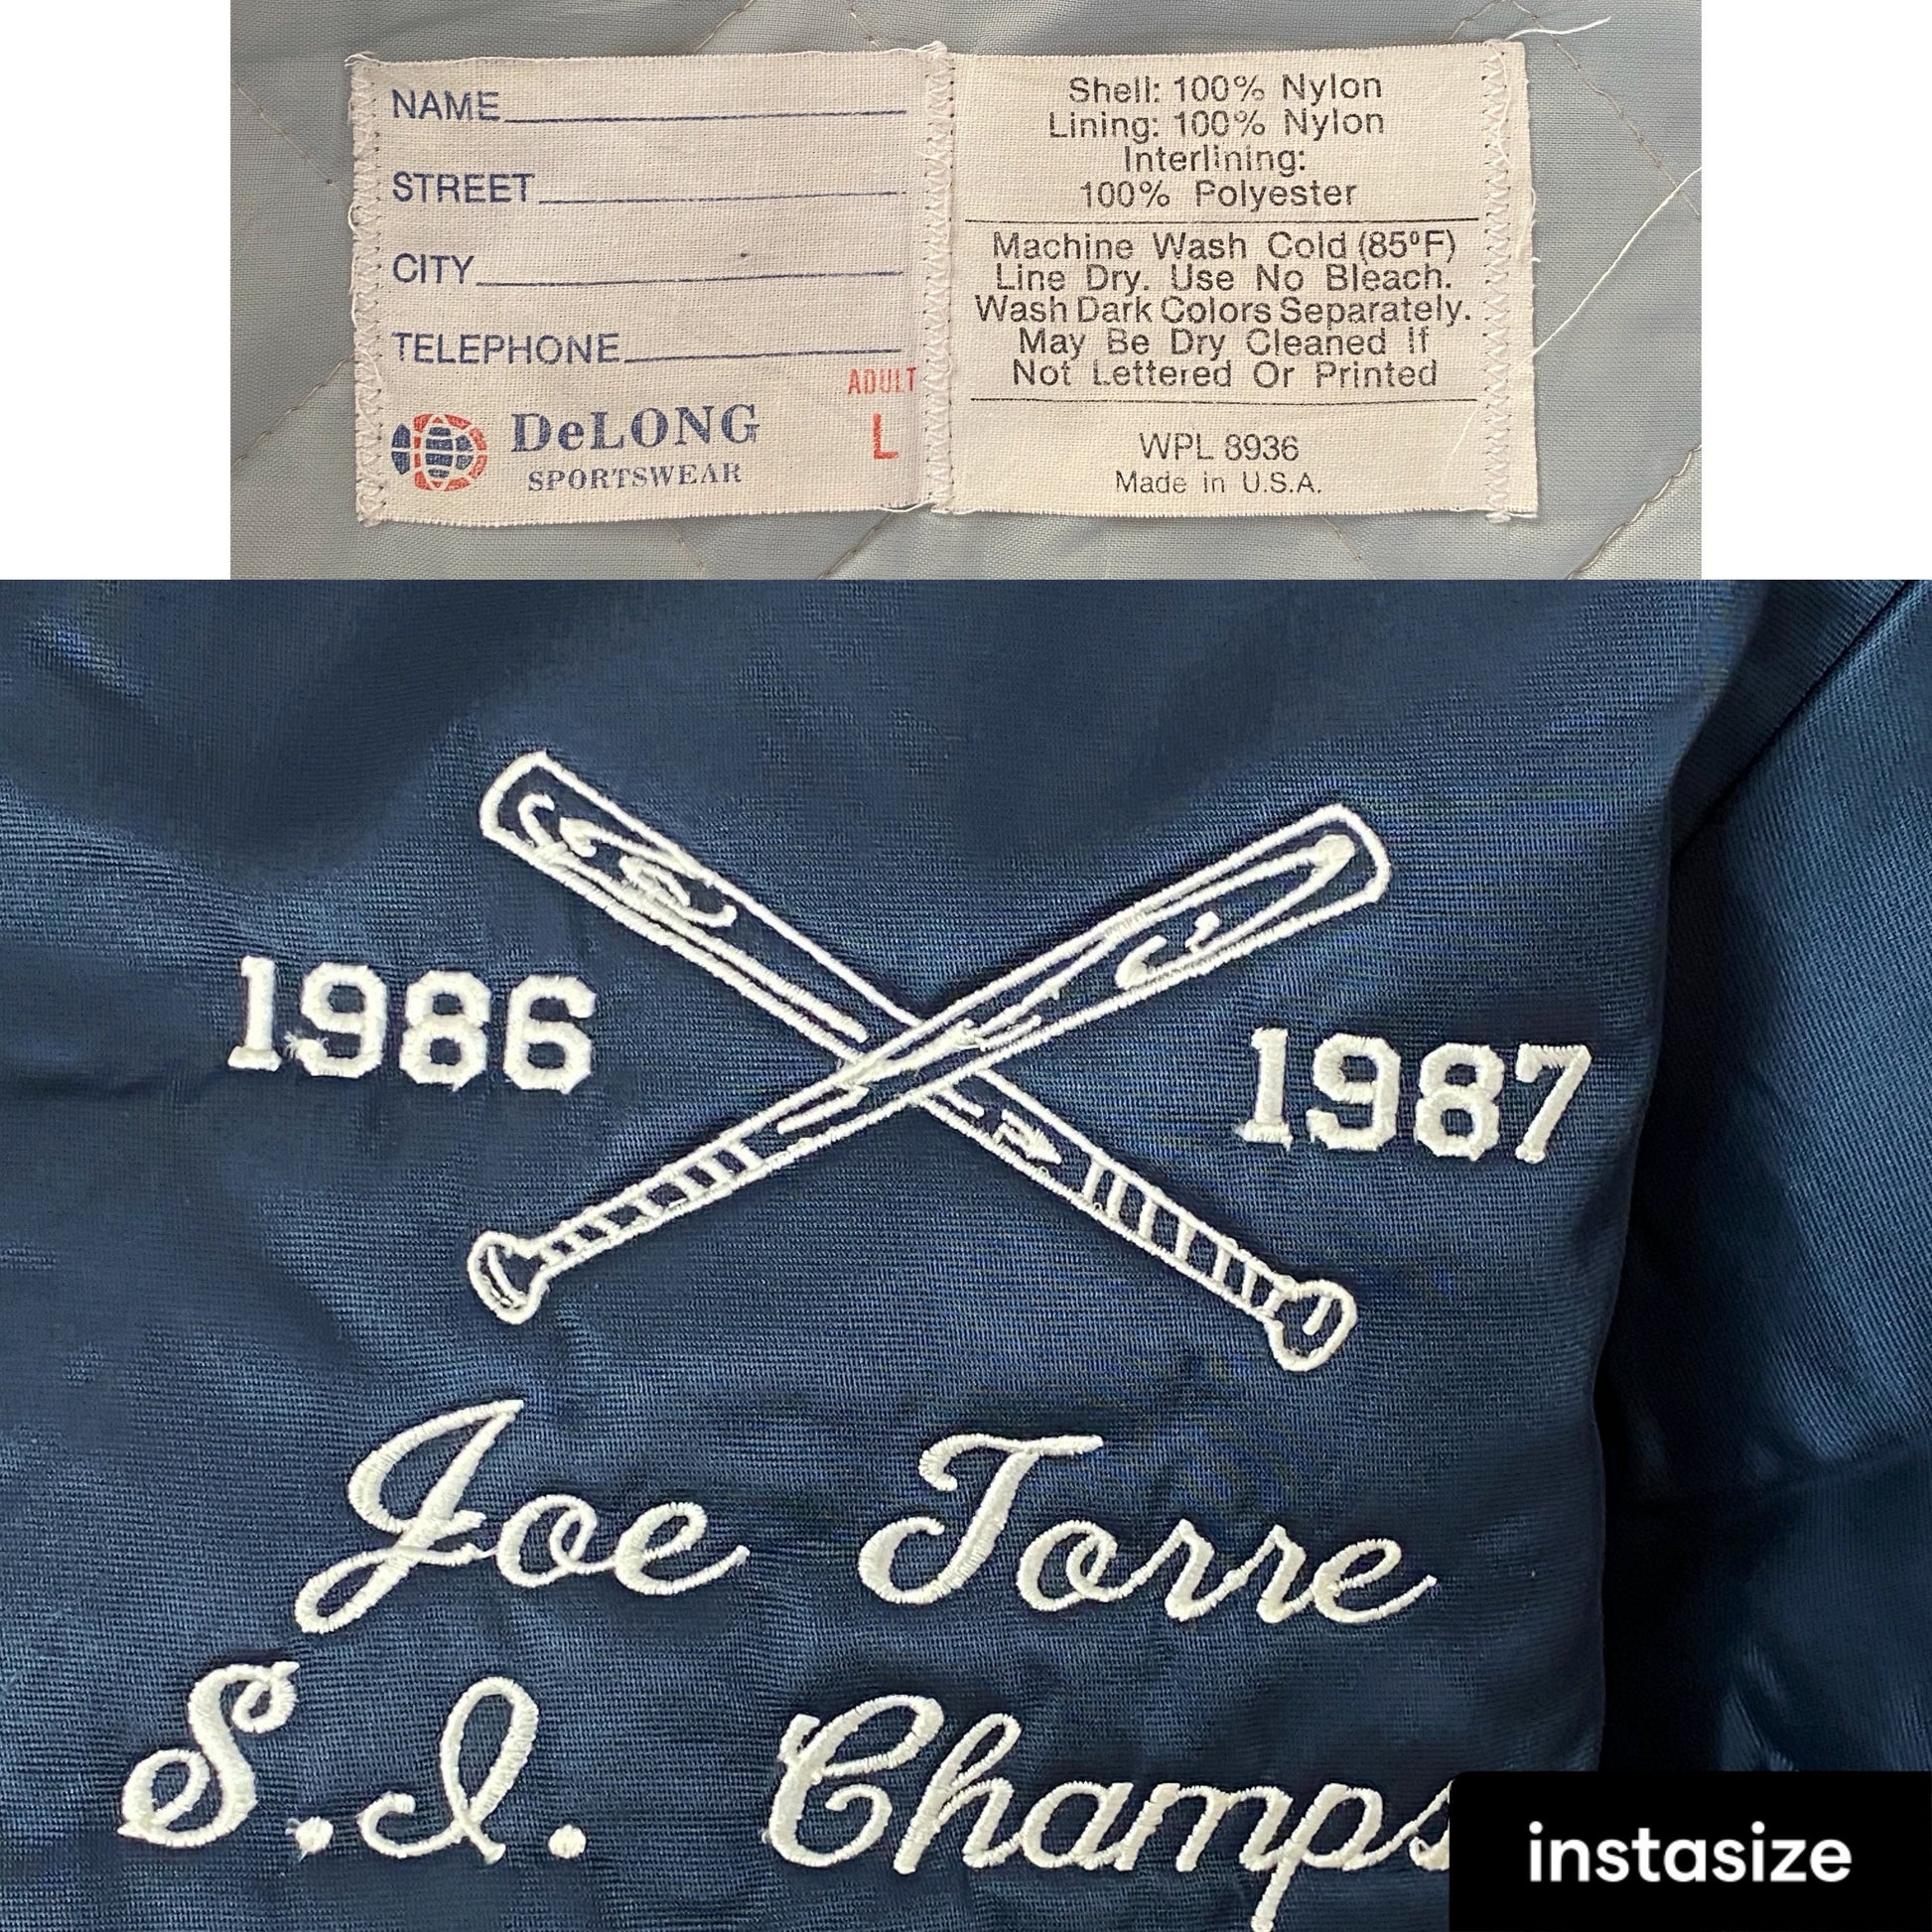 NAME
STREET
CITY
TELEPHONE
ADULT
L
DeLONG
SPORTSWEAR
Shell: 100% Nylon
Lining: 100% Nylon
Interlining:
100% Polyester
Machine Wash Cold (85ºF)
Line Dry. Use No Bleach.
Wash Dark Colors Separately.
May Be Dry Cleaned If
Not Lettered Or Printed
WPL 8936
Made in U.S.A.
1986
1987
Joe Torre
S.I. Champs
instasize